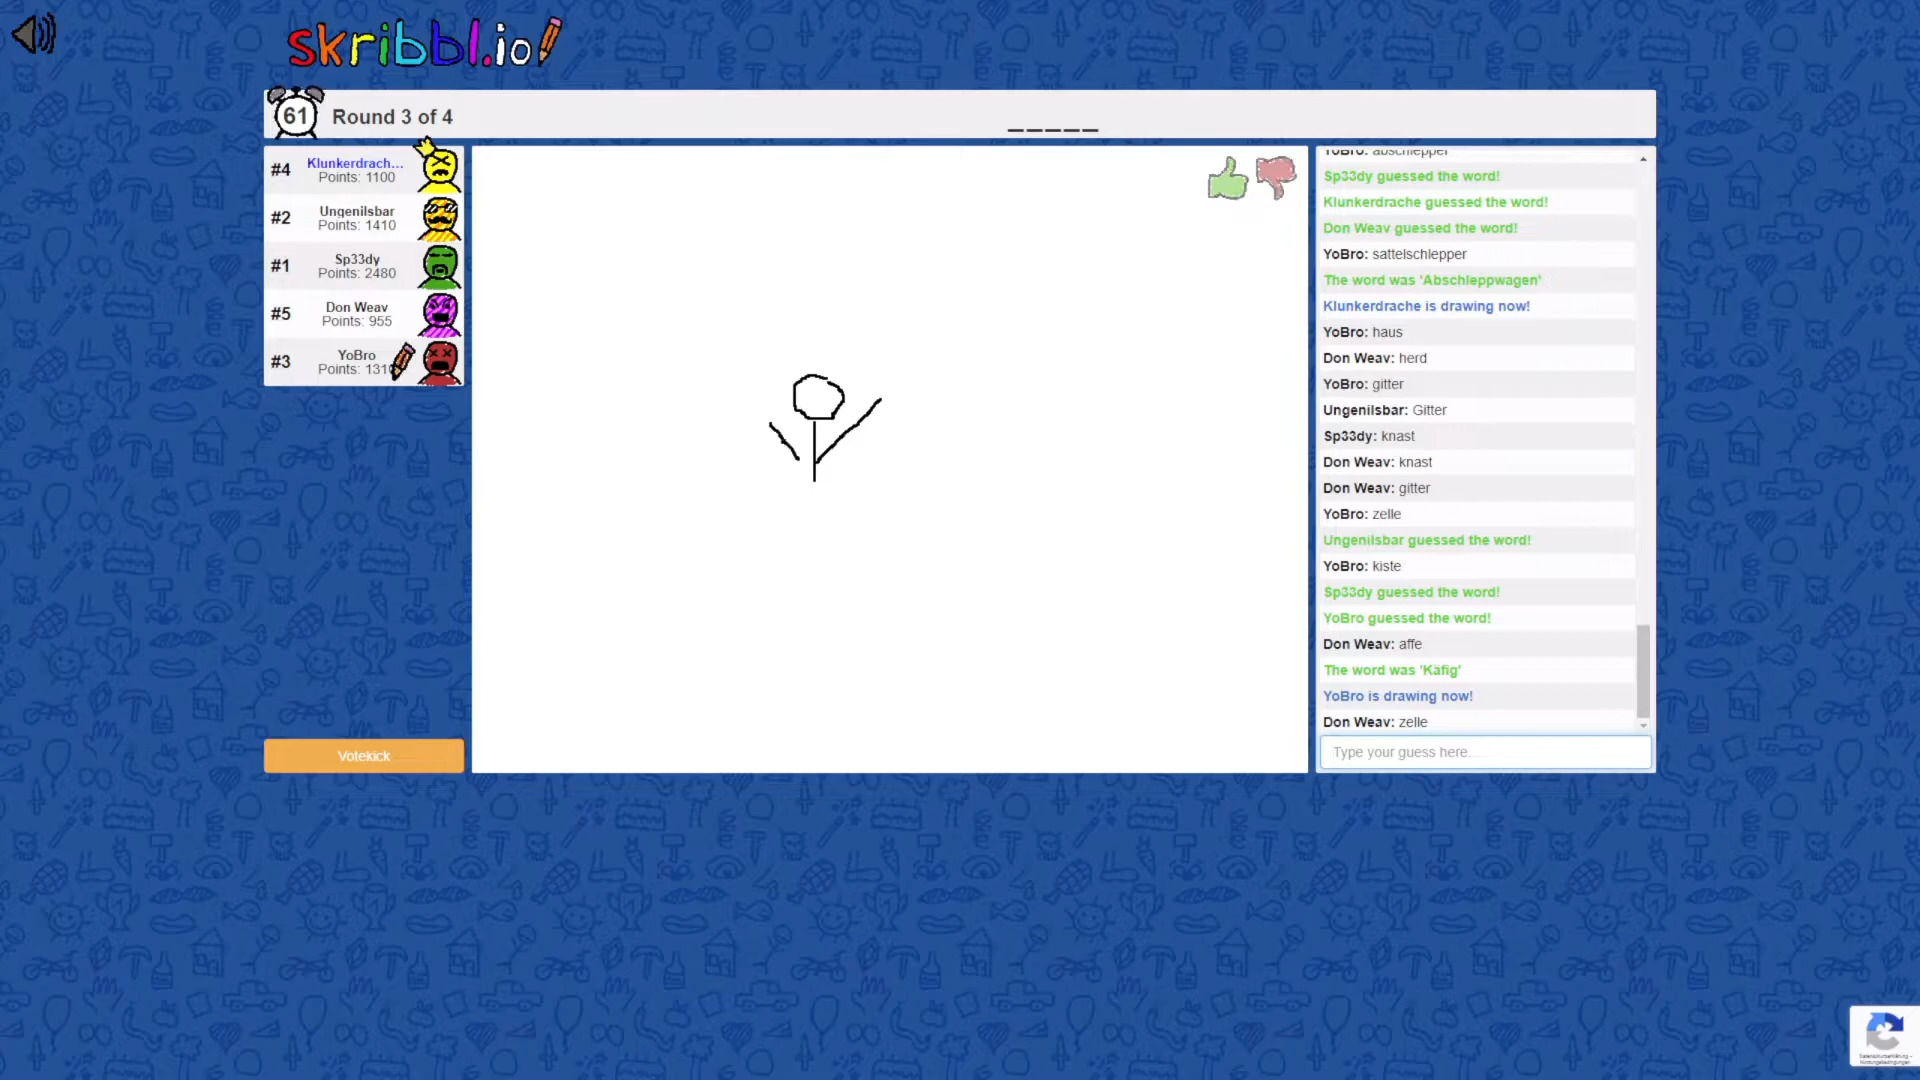 skribbl.io
61
Round 3 of 4
_ _ _ _ _
#4 Klunkerdrach...
Points: 1100
#2 Ungenilsbar
Points: 1410
#1 Sp33dy
Points: 2480
#5 Don Weav
Points: 955
#3 YoBro
Points: 1310
Votekick
YoBro: abschlepper
Sp33dy guessed the word!
Klunkerdrache guessed the word!
Don Weav guessed the word!
YoBro: sattelschlepper
The word was 'Abschleppwagen'
Klunkerdrache is drawing now!
YoBro: haus
Don Weav: herd
YoBro: gitter
Ungenilsbar: Gitter
Sp33dy: knast
Don Weav: knast
Don Weav: gitter
YoBro: zelle
Ungenilsbar guessed the word!
YoBro: kiste
Sp33dy guessed the word!
YoBro guessed the word!
Don Weav: affe
The word was 'Käfig'
YoBro is drawing now!
Don Weav: zelle
Type your guess here...